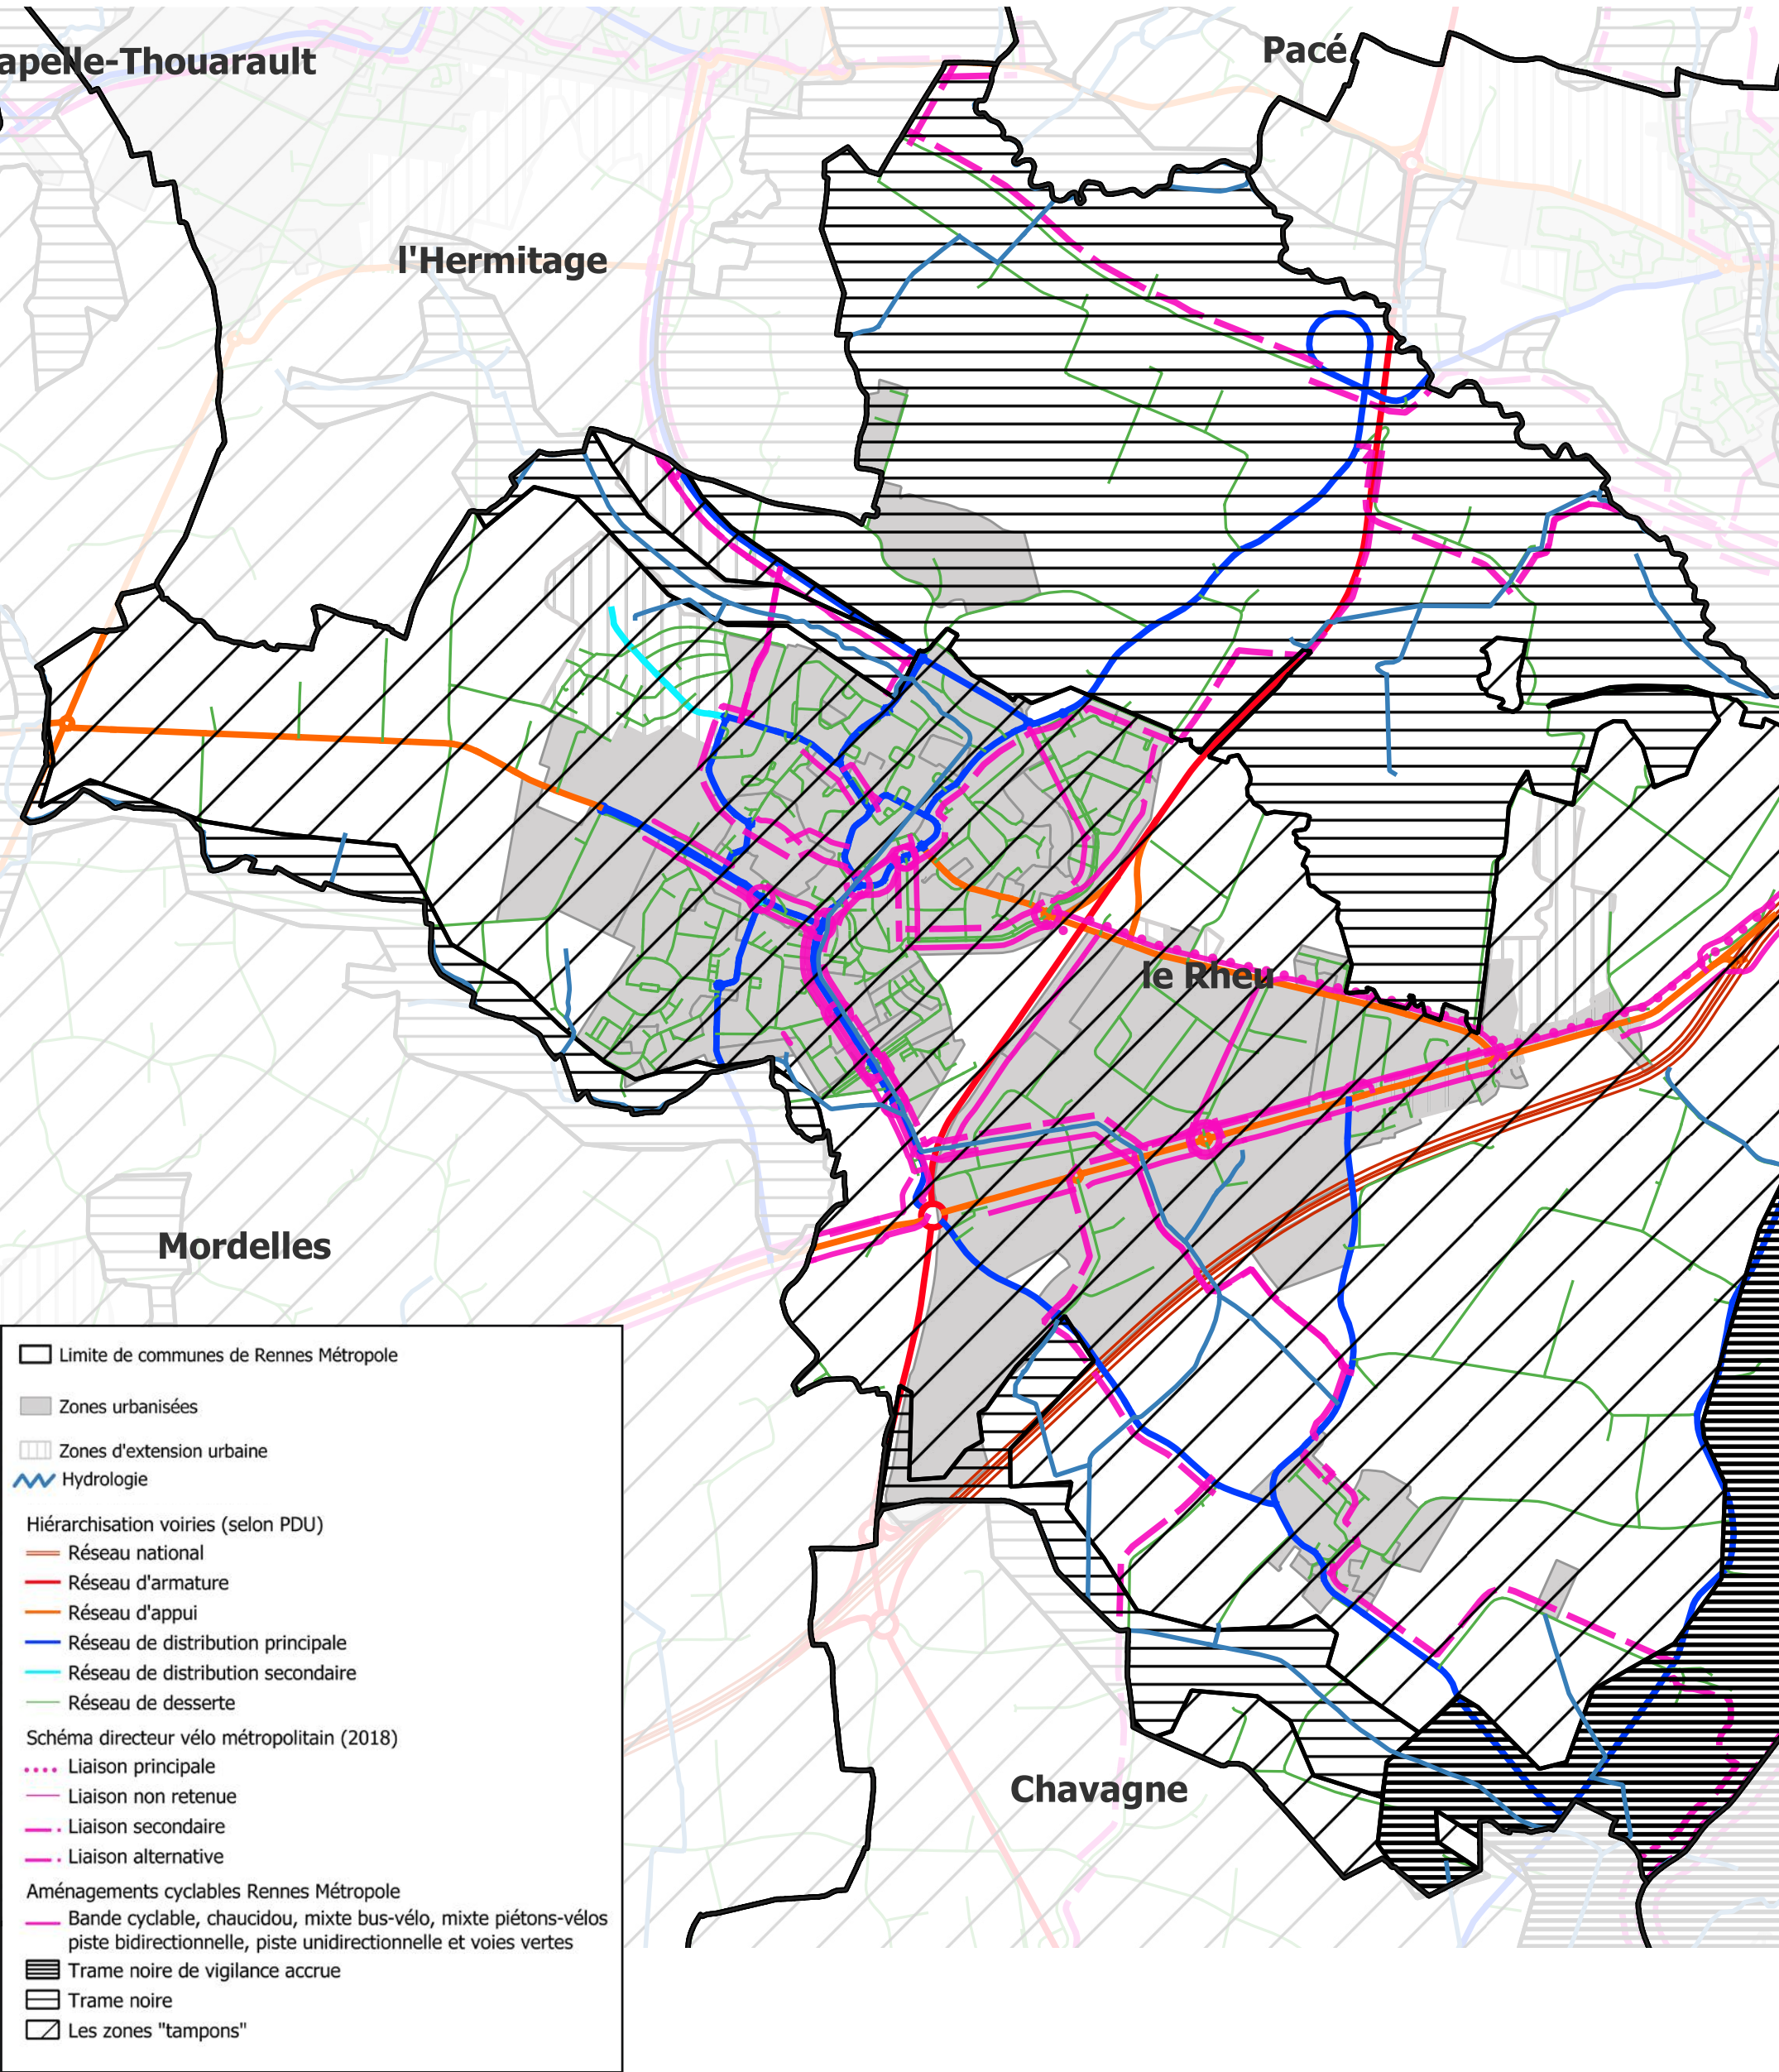 apelle-Thouarault
Pacé
l'Hermitage
le Rheu
Mordelles
Chavagne
Limite de communes de Rennes Métropole
Zones urbanisées
Zones d'extension urbaine
Hydrologie
Hiérarchisation voiries (selon PDU)
Réseau national
Réseau d'armature
Réseau d'appui
Réseau de distribution principale
Réseau de distribution secondaire
Réseau de desserte
Schéma directeur vélo métropolitain (2018)
Liaison principale
Liaison non retenue
Liaison secondaire
Liaison alternative
Aménagements cyclables Rennes Métropole
Bande cyclable, chaucidou, mixte bus-vélo, mixte piétons-vélos
piste bidirectionnelle, piste unidirectionnelle et voies vertes
Trame noire de vigilance accrue
Trame noire
Les zones "tampons"